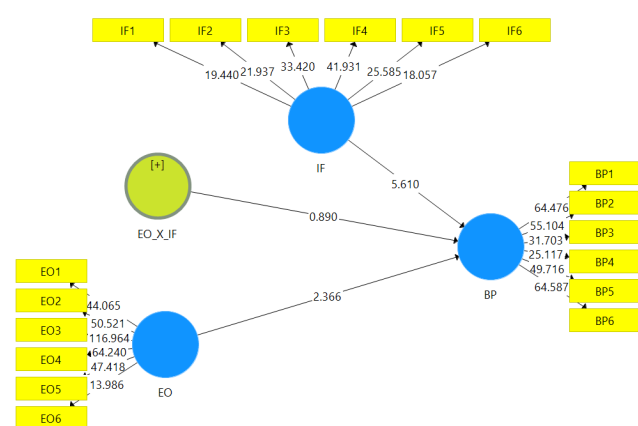 IF1 IF2 IF3 IF4 IF5 IF6
19.440 21.937 33.420 41.931 25.585 18.057
IF
[+]
EO_X_IF
5.610
0.890
2.366
BP1
BP2
BP3
BP4
BP5
BP6
64.476
55.104
31.703
25.117
49.716
64.587
BP
EO1
EO2
EO3
EO4
EO5
EO6
44.065
50.521
116.964
64.240
47.418
13.986
EO